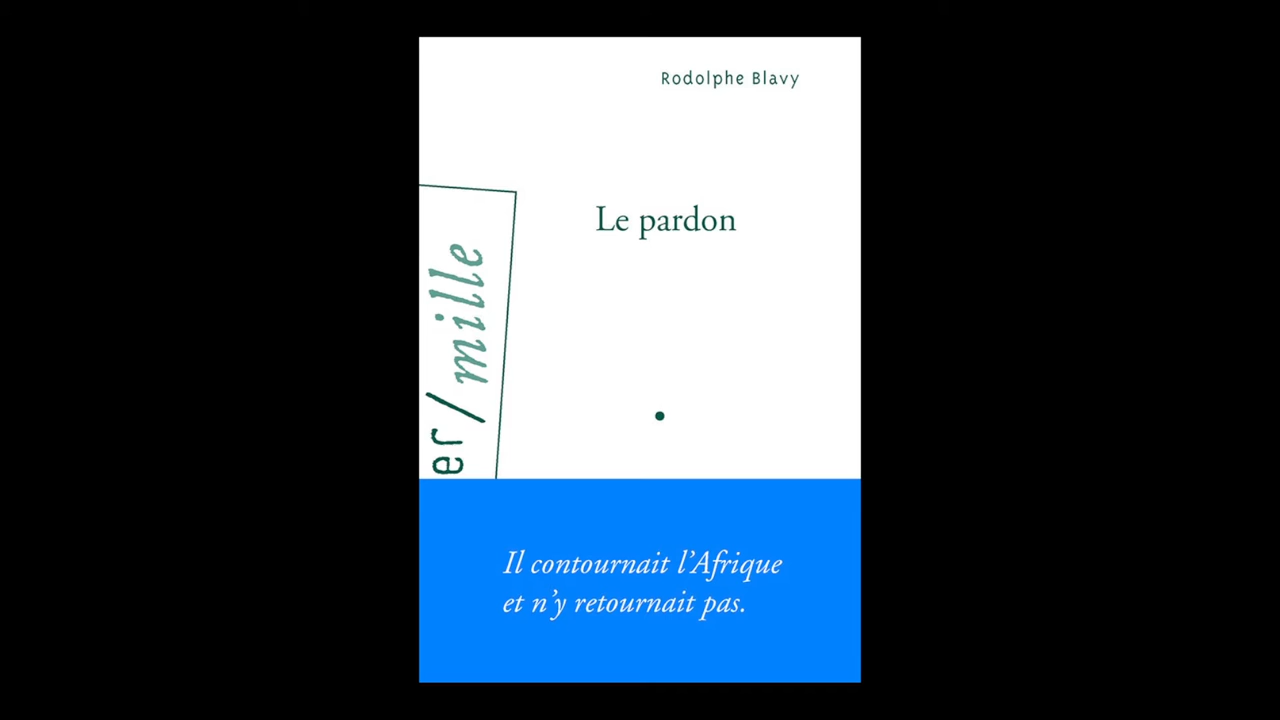 Rodolphe Blavy
Le pardon
er/mille
Il contournait l’Afrique
et n’y retournait pas.